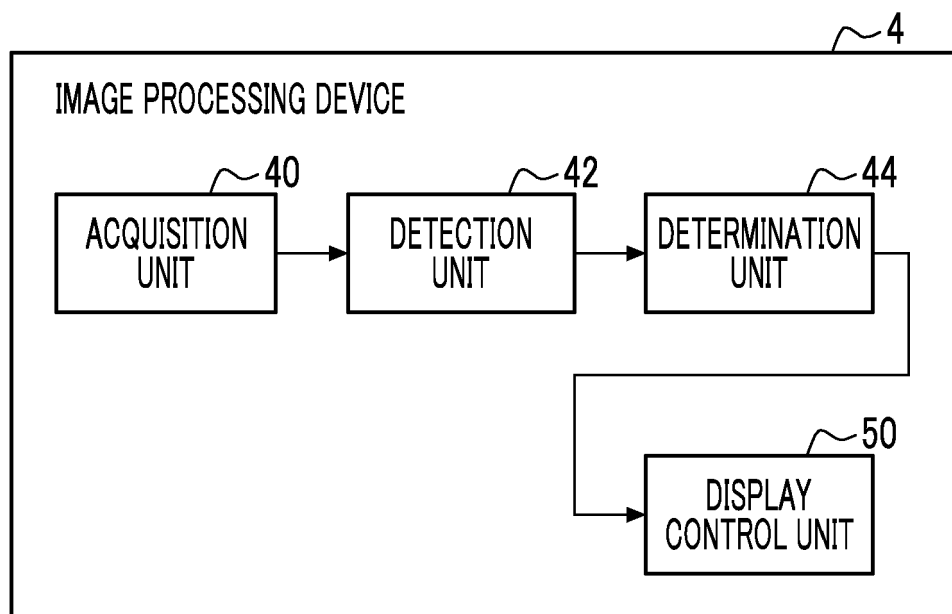 4
IMAGE PROCESSING DEVICE
40
42
44
ACQUISITION
UNIT
DETECTION
UNIT
DETERMINATION
UNIT
50
DISPLAY
CONTROL UNIT